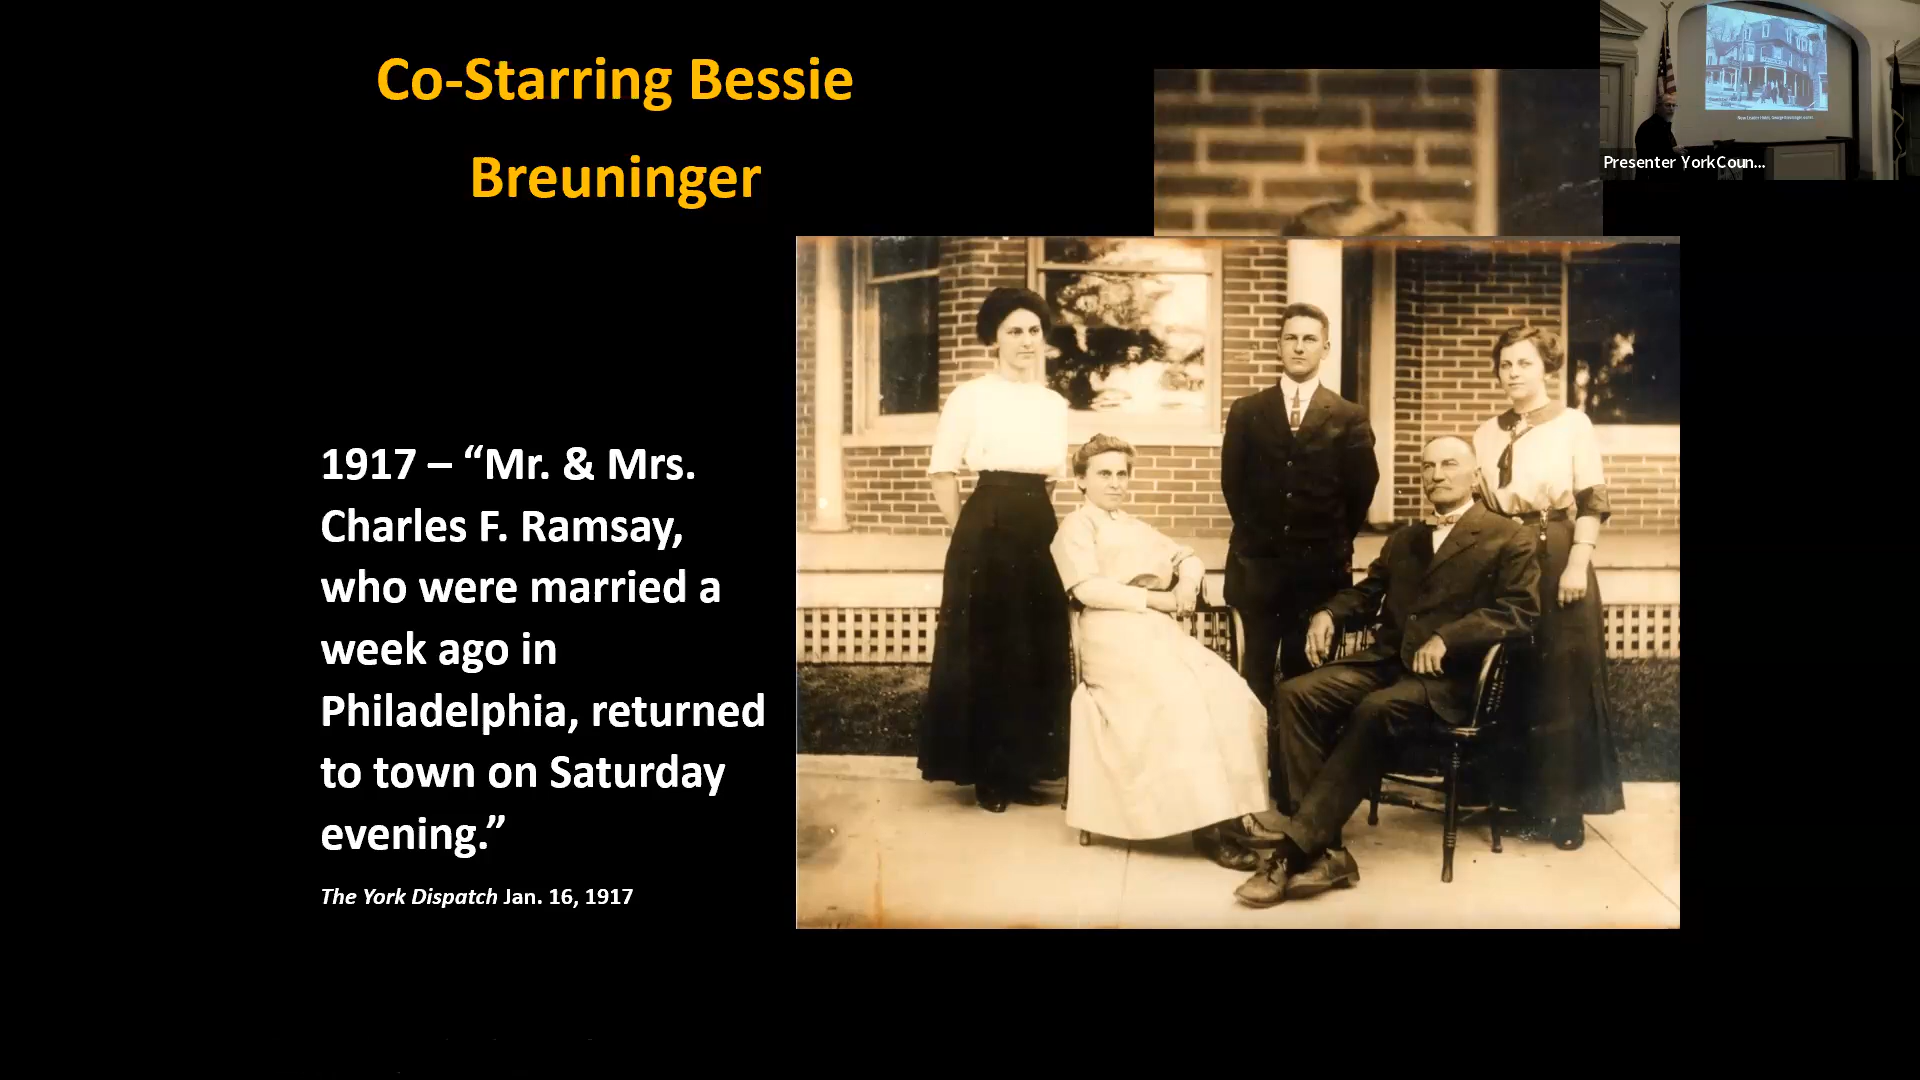 Co-Starring Bessie
Breuninger
Presenter YorkCoun...
1917 – “Mr. & Mrs.
Charles F. Ramsay,
who were married a
week ago in
Philadelphia, returned
to town on Saturday
evening.”
The York Dispatch Jan. 16, 1917